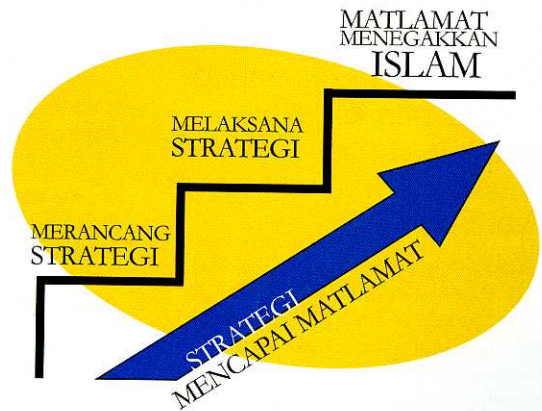 MATLAMAT
MENEGAKKAN
ISLAM
MELAKSANA
STRATEGI
MERANCANG
STRATEGI
STRATEGI
MENCAPAI MATLAMAT